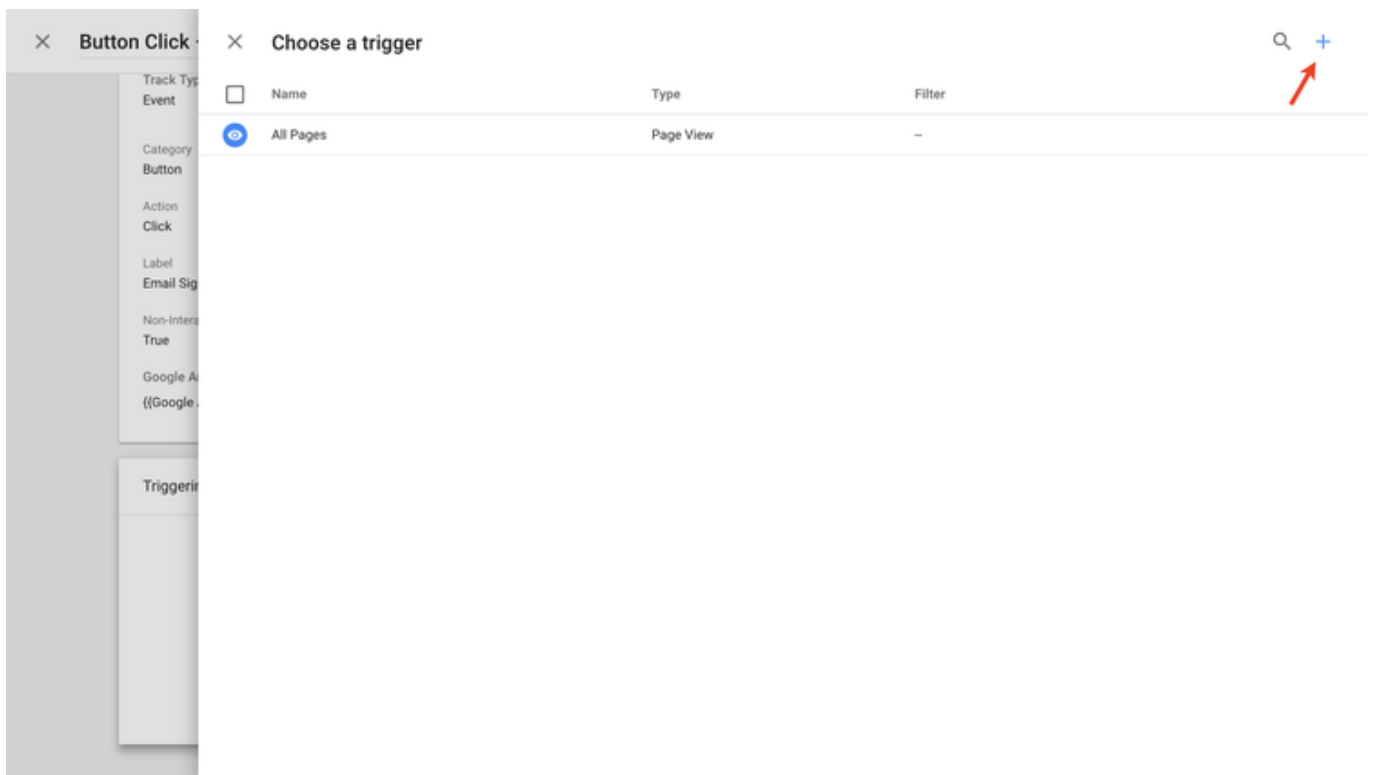 Button Click -
Choose a trigger
Name Type Filter
All Pages Page View –
Track Typ
Event
Category
Button
Action
Click
Label
Email Sig
Non-Intera
True
Google A
{{Google
Triggerin